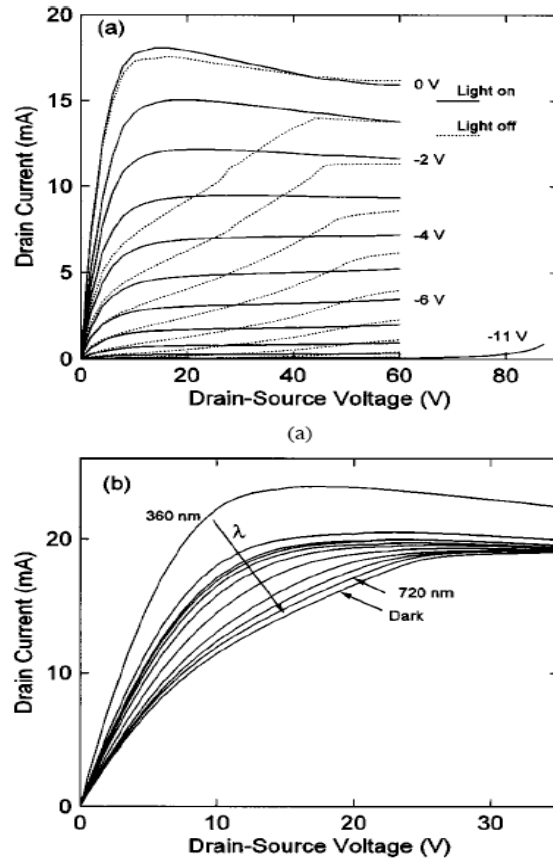 (a)
20
15
10
5
0
Drain Current (mA)
0 V
Light on
Light off
-2 V
-4 V
-6 V
-11 V
0 20 40 60 80
Drain-Source Voltage (V)
(a)
(b)
360 nm
λ
720 nm
Dark
20
10
0
Drain Current (mA)
0 10 20 30
Drain-Source Voltage (V)